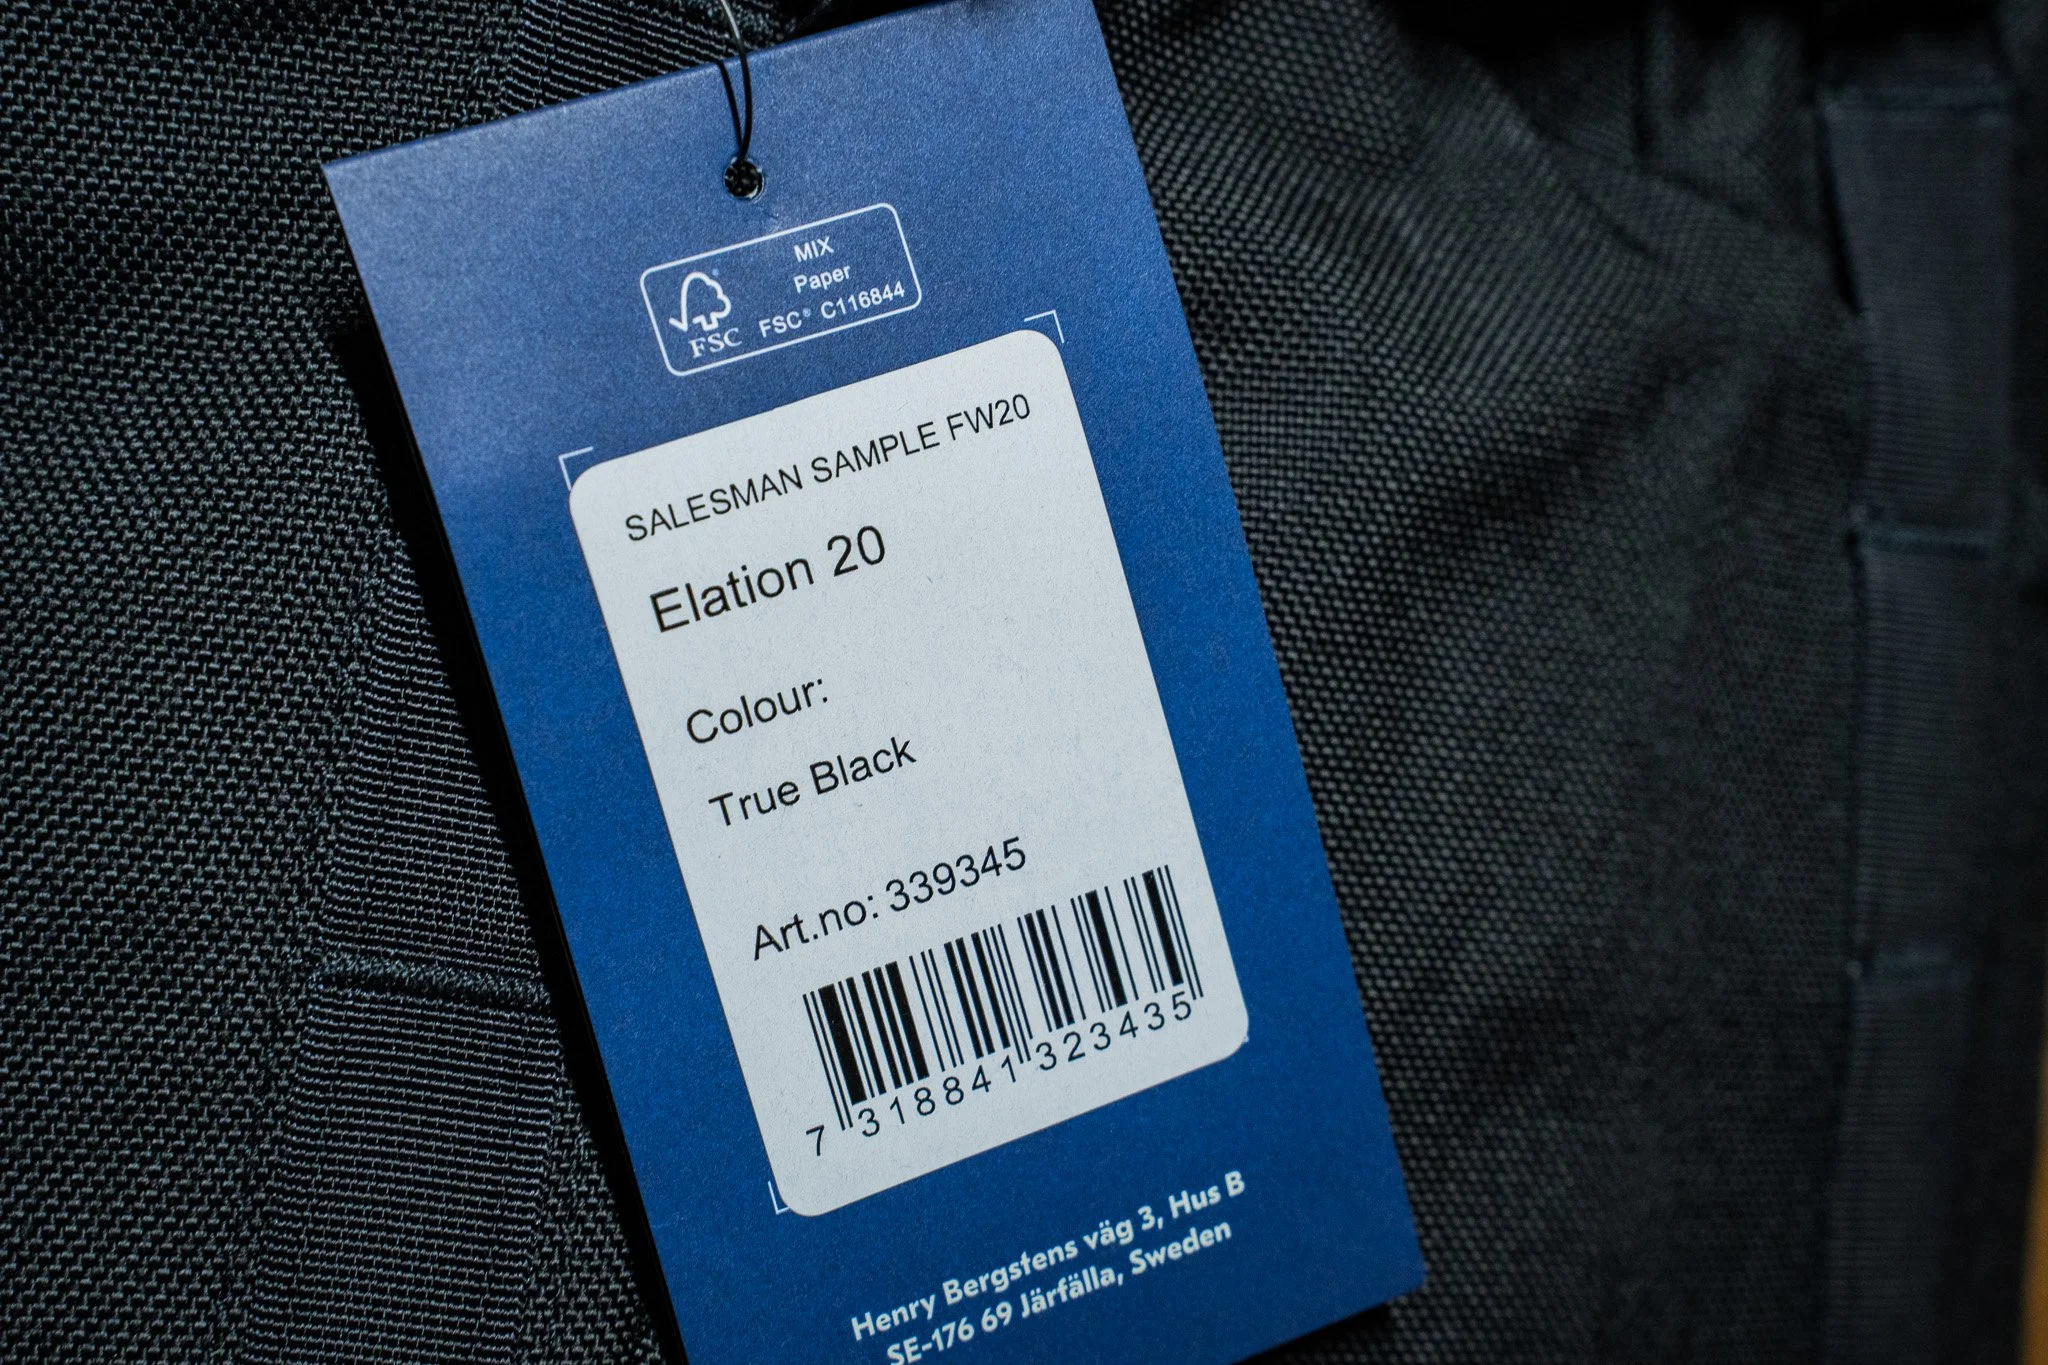 MIX
Paper
FSC® C116844
FSC
SALESMAN SAMPLE FW20
Elation 20
Colour:
True Black
Art.no: 339345
7 318841 323435
Henry Bergstens väg 3, Hus B
SE-176 69 Järfälla, Sweden